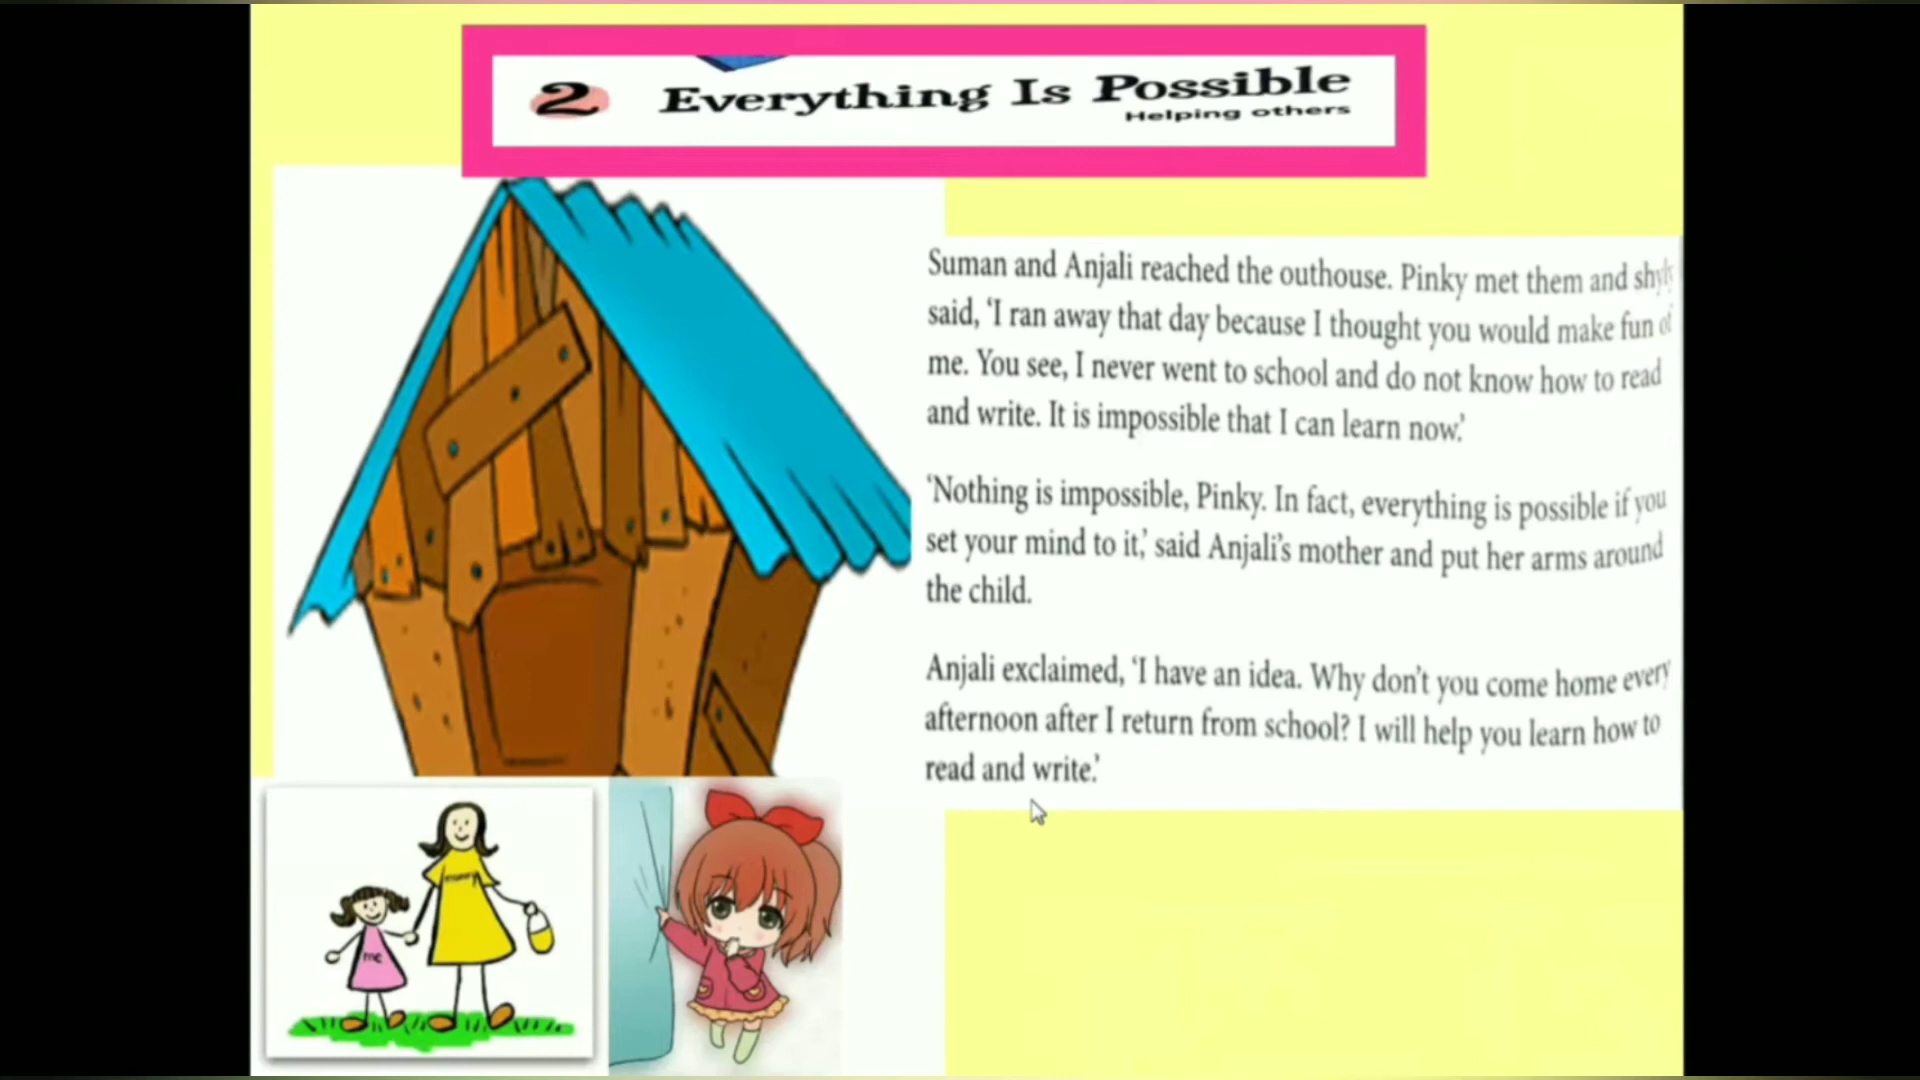 2 Everything Is Possible
Helping others
Suman and Anjali reached the outhouse. Pinky met them and shyly
said, ‘I ran away that day because I thought you would make fun of
me. You see, I never went to school and do not know how to read
and write. It is impossible that I can learn now.’
‘Nothing is impossible, Pinky. In fact, everything is possible if you
set your mind to it,’ said Anjali’s mother and put her arms around
the child.
Anjali exclaimed, ‘I have an idea. Why don’t you come home every
afternoon after I return from school? I will help you learn how to
read and write.’
me